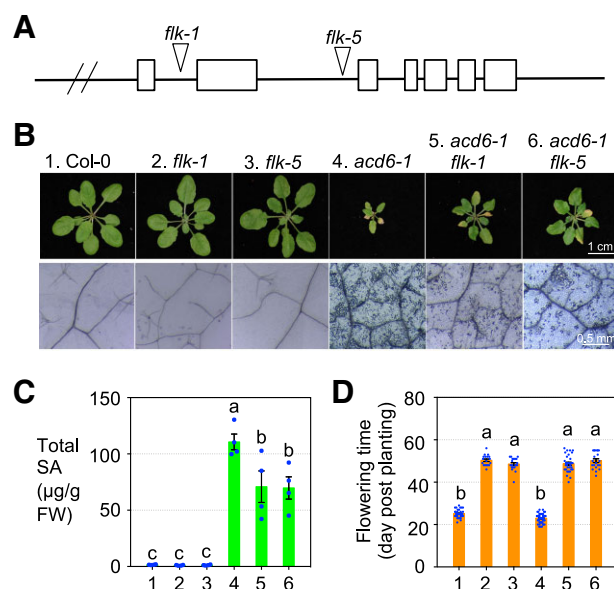 A
flk-1
flk-5
B
1. Col-0 2. flk-1 3. flk-5 4. acd6-1 5. acd6-1 flk-1 6. acd6-1 flk-5
1 cm
0.5 mm
C
Total SA (µg/g FW)
150
100
50
0
c c c a b b
1 2 3 4 5 6
D
Flowering time (day post planting)
80
60
40
20
0
b a a b a a
1 2 3 4 5 6